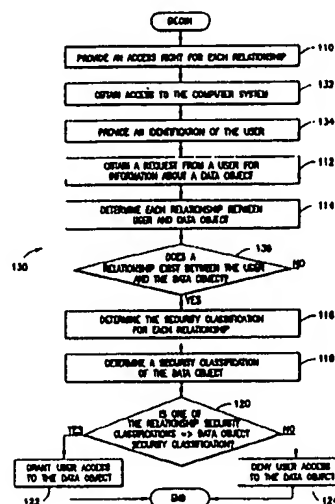 BEGIN
PROVIDE AN ACCESS RIGHT FOR EACH RELATIONSHIP
110
OBTAIN ACCESS TO THE COMPUTER SYSTEM
132
PROVIDE AN IDENTIFICATION OF THE USER
134
OBTAIN A REQUEST FROM A USER FOR
INFORMATION ABOUT A DATA OBJECT
112
DETERMINE EACH RELATIONSHIP BETWEEN
USER AND DATA OBJECT
114
130
DOES A
RELATIONSHIP EXIST BETWEEN THE USER
AND THE DATA OBJECT?
136
NO
YES
DETERMINE THE SECURITY CLASSIFICATION
FOR EACH RELATIONSHIP
116
DETERMINE A SECURITY CLASSIFICATION
OF THE DATA OBJECT
118
IS ONE OF
THE RELATIONSHIP SECURITY
CLASSIFICATIONS => DATA OBJECT
SECURITY CLASSIFICATION?
120
YES
NO
GRANT USER ACCESS
TO THE DATA OBJECT
122
DENY USER ACCESS
TO THE DATA OBJECT
124
END